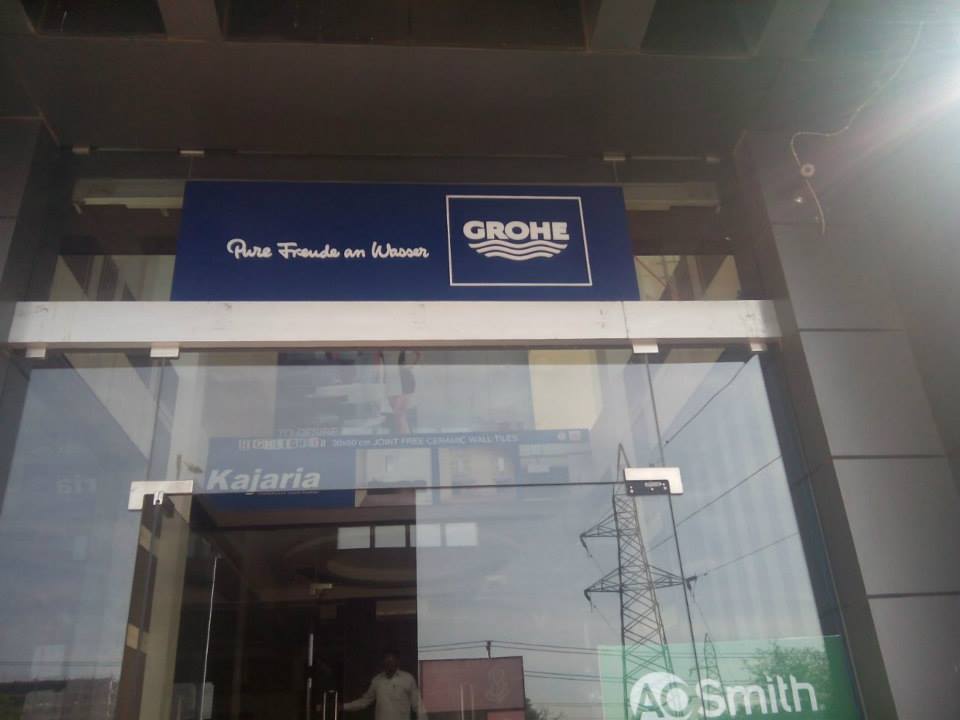 Pure Freude an Wasser
GROHE
30x60 cm JOINT FREE CERAMIC WALL TILES
Kajaria
AO Smith